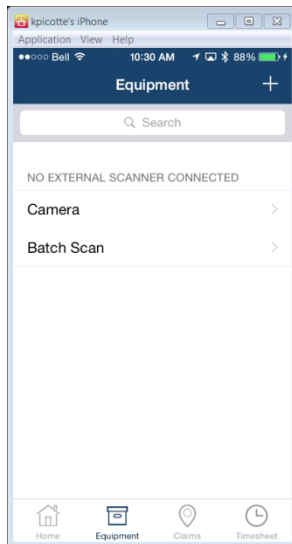 kpicotte's iPhone
Application View Help
Bell 10:30 AM 88%
Equipment +
Search
NO EXTERNAL SCANNER CONNECTED
Camera
Batch Scan
Home Equipment Claims Timesheet